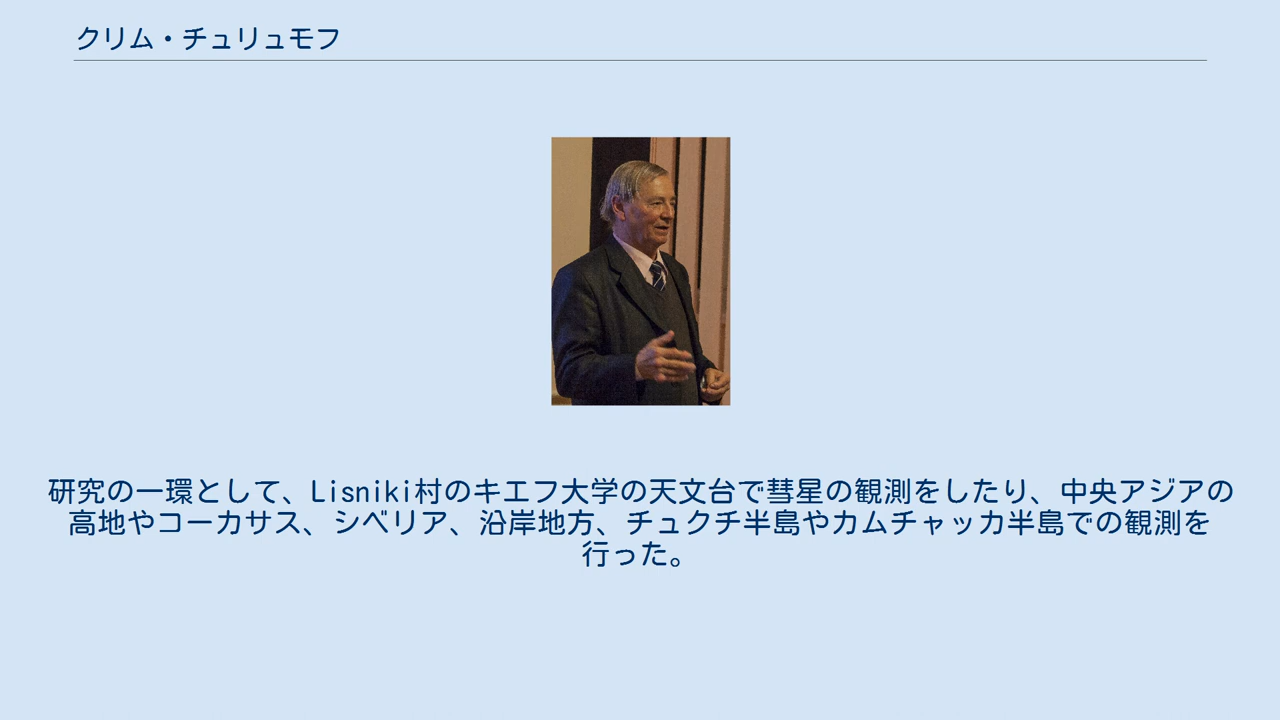 クリム・チュリュモフ
研究の一環として、Lisniki村のキエフ大学の天文台で彗星の観測をしたり、中央アジアの
高地やコーカサス、シベリア、沿岸地方、チュクチ半島やカムチャッカ半島での観測を
行った。